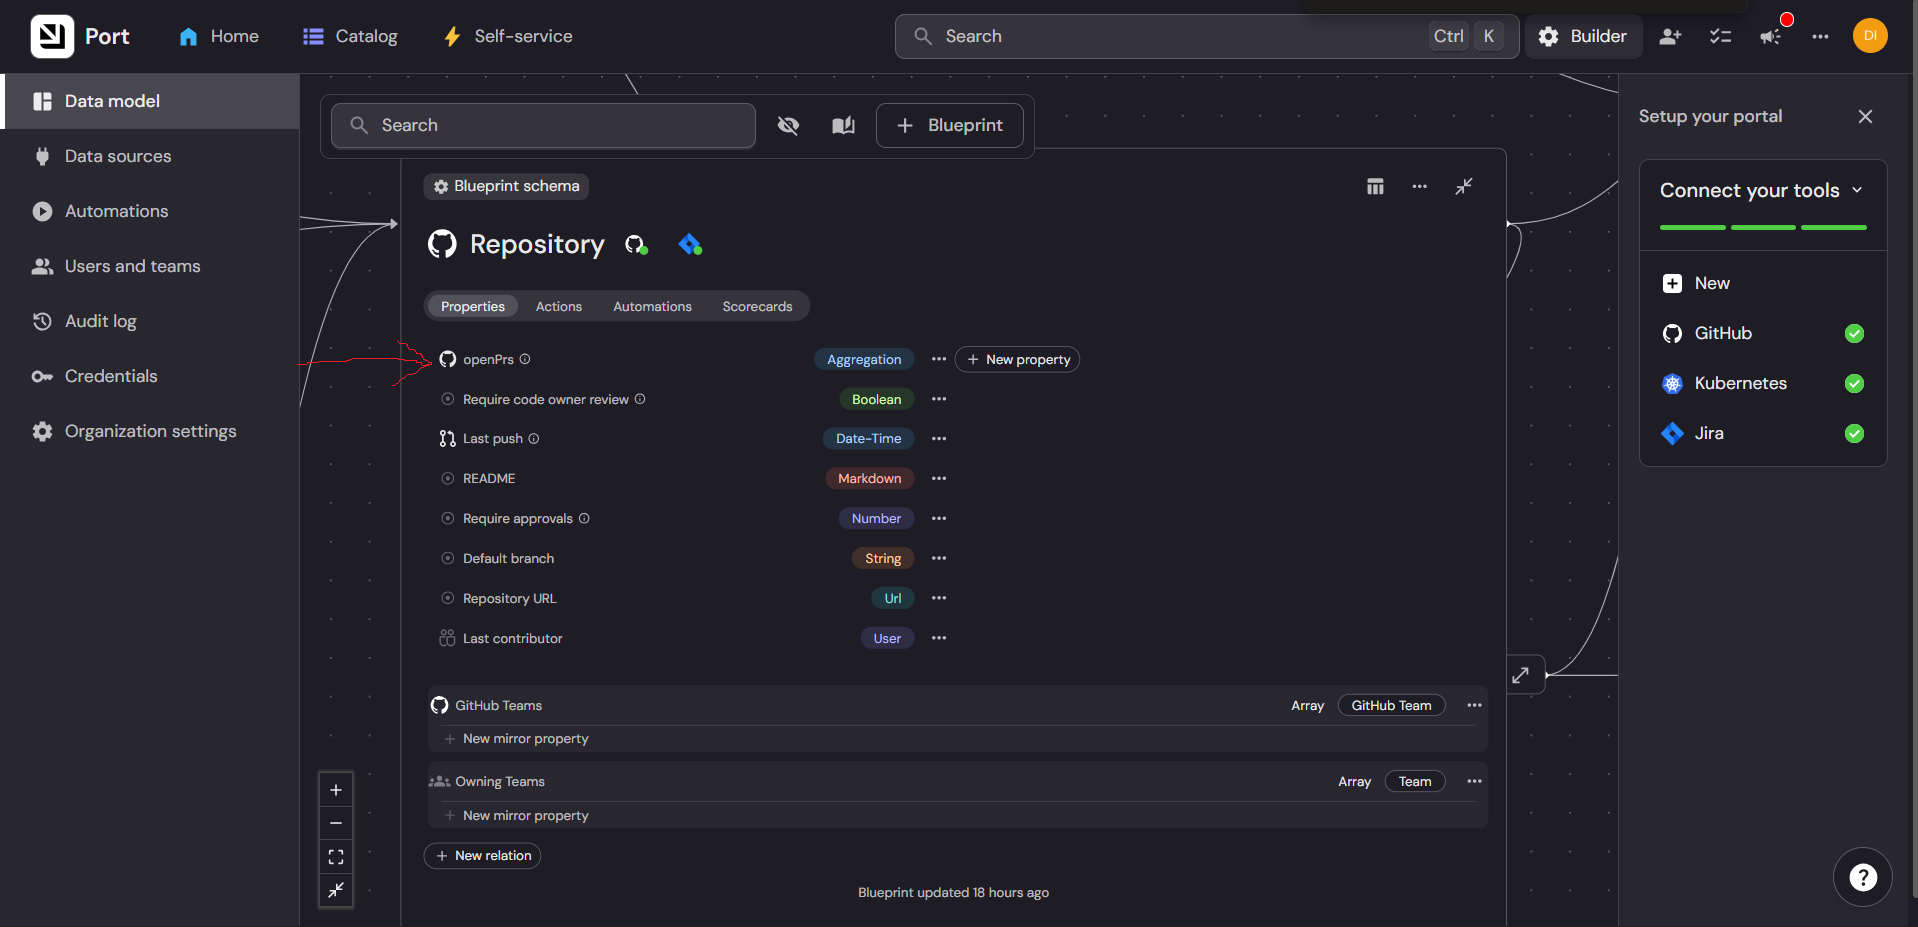 Port
Home
Catalog
Self-service
Search
Ctrl
K
Builder
DI
Data model
Data sources
Automations
Users and teams
Audit log
Credentials
Organization settings
Search
Blueprint
Blueprint schema
Repository
Properties
Actions
Automations
Scorecards
openPrs
Aggregation
New property
Require code owner review
Boolean
Last push
Date-Time
README
Markdown
Require approvals
Number
Default branch
String
Repository URL
Url
Last contributor
User
GitHub Teams
Array
GitHub Team
New mirror property
Owning Teams
Array
Team
New mirror property
New relation
Blueprint updated 18 hours ago
Setup your portal
Connect your tools
New
GitHub
Kubernetes
Jira